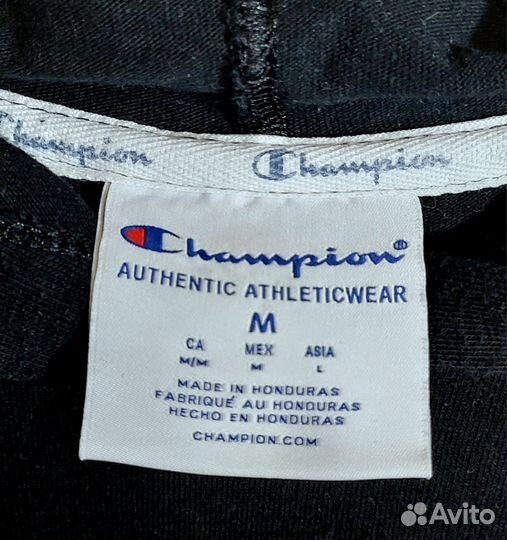 Champion Champion
Champion®
AUTHENTIC ATHLETICWEAR
M
CA MEX ASIA
M/M M L
MADE IN HONDURAS
FABRIQUÉ AU HONDURAS
HECHO EN HONDURAS
CHAMPION.COM
Avito